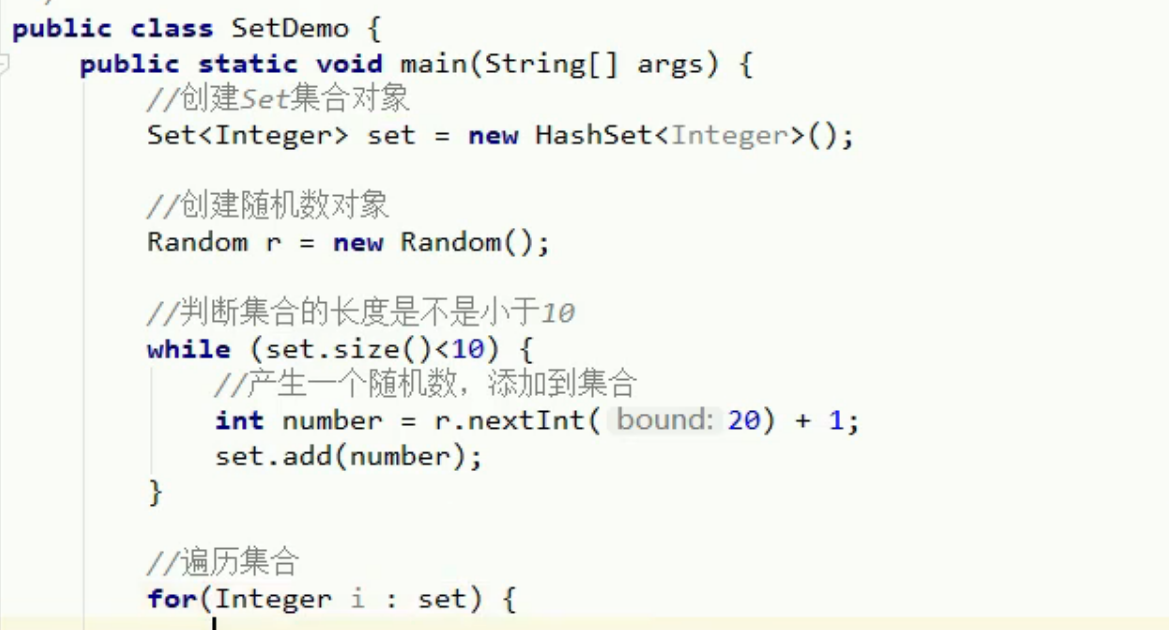 public class SetDemo {
public static void main(String[] args) {
//创建Set集合对象
Set<Integer> set = new HashSet<Integer>();
//创建随机数对象
Random r = new Random();
//判断集合的长度是不是小于10
while (set.size()<10) {
//产生一个随机数，添加到集合
int number = r.nextInt( bound: 20) + 1;
set.add(number);
}
//遍历集合
for(Integer i : set) {